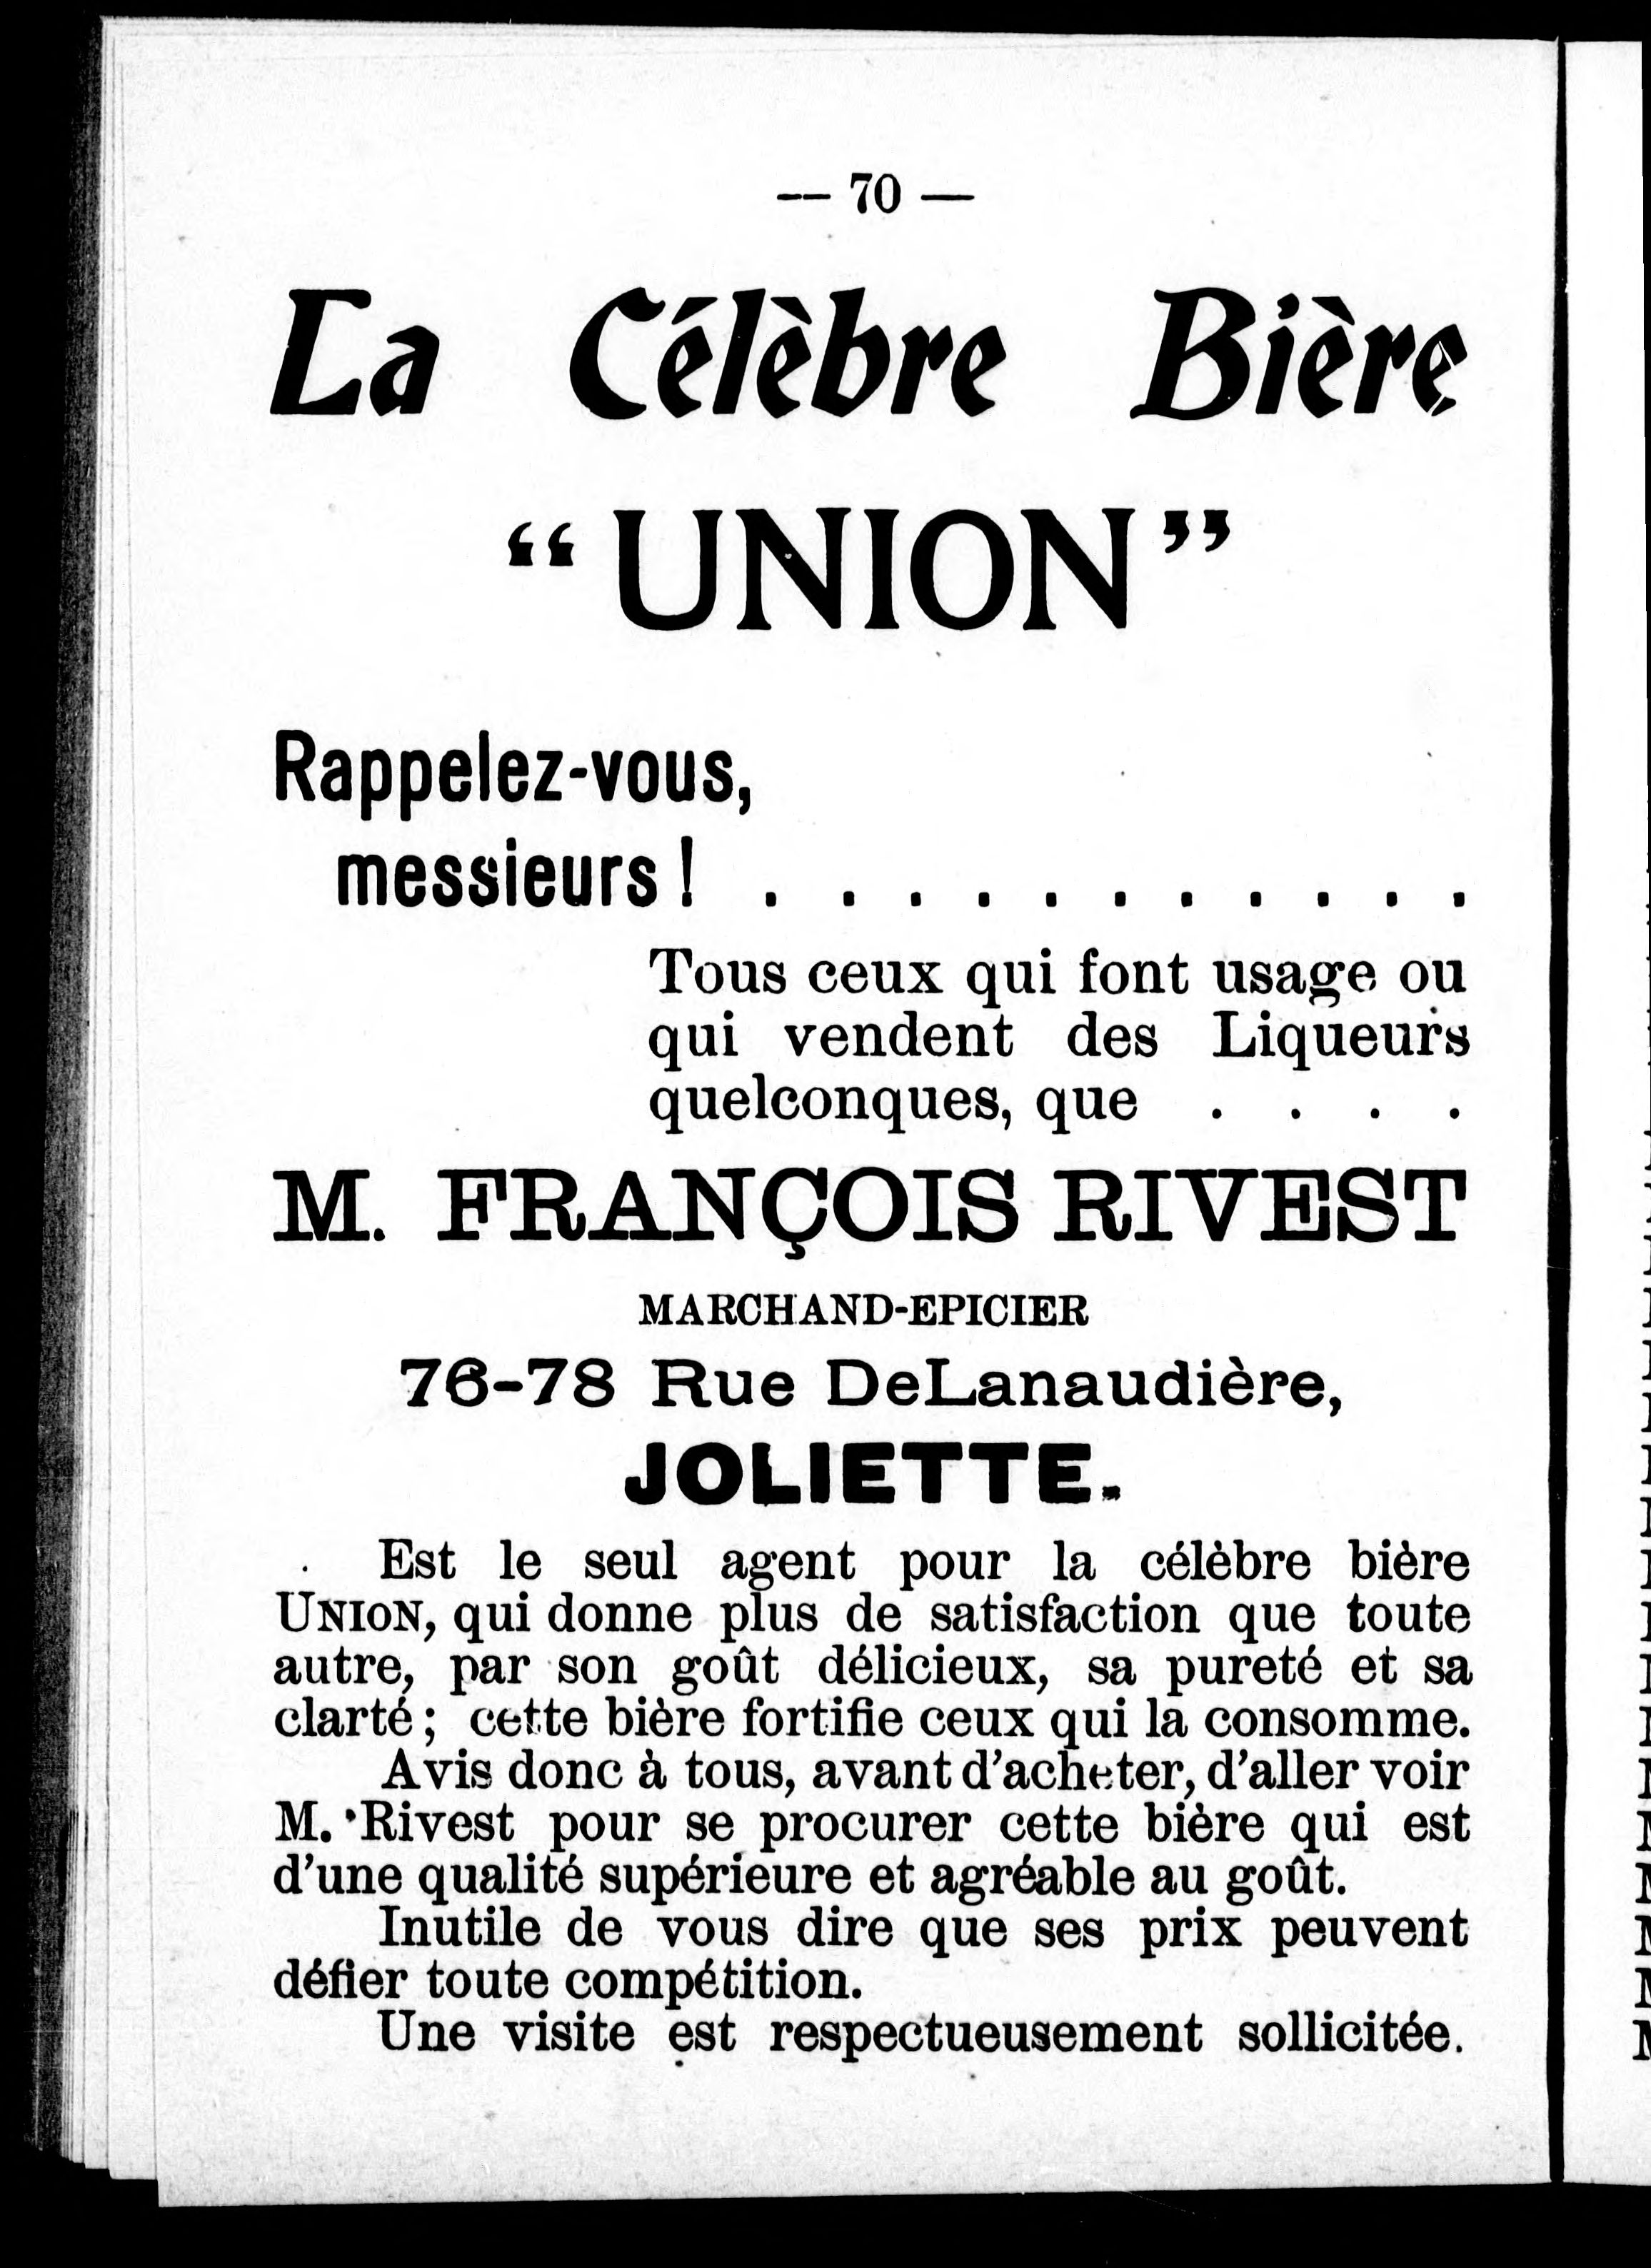 — 70 —
La Célèbre Bière
“UNION”
Rappelez-vous,
messieurs ! . . . . . . . . . . .
Tous ceux qui font usage ou
qui vendent des Liqueurs
quelconques, que . . . .
M. FRANÇOIS RIVEST
MARCHAND-EPICIER
76-78 Rue DeLanaudière,
JOLIETTE.
Est le seul agent pour la célèbre bière
UNION, qui donne plus de satisfaction que toute
autre, par son goût délicieux, sa pureté et sa
clarté ; cette bière fortifie ceux qui la consomme.
Avis donc à tous, avant d’acheter, d’aller voir
M. Rivest pour se procurer cette bière qui est
d’une qualité supérieure et agréable au goût.
Inutile de vous dire que ses prix peuvent
défier toute compétition.
Une visite est respectueusement sollicitée.